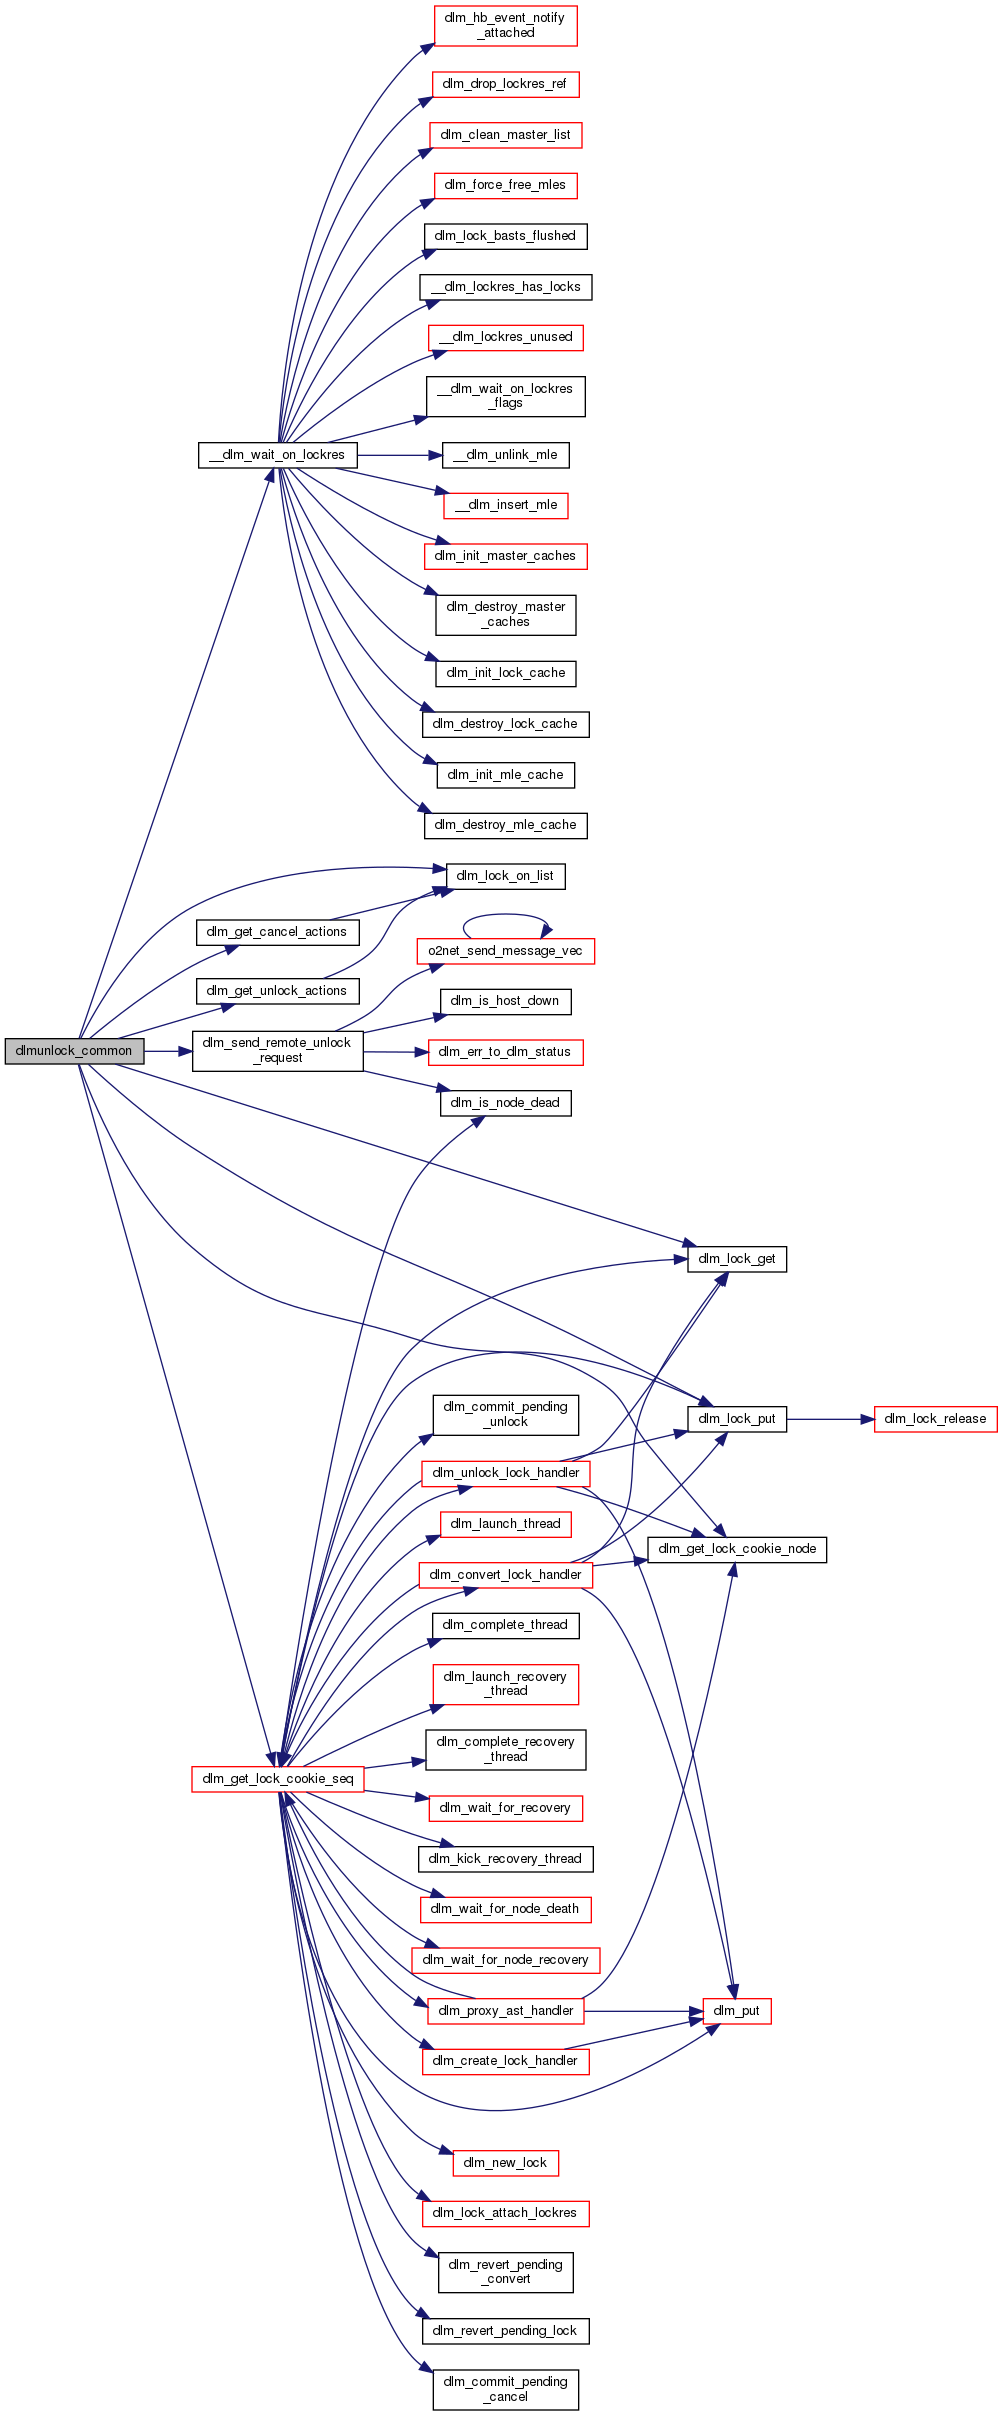 dlm_hb_event_notify
_attached
dlm_drop_lockres_ref
dlm_clean_master_list
dlm_force_free_mles
dlm_lock_basts_flushed
__dlm_lockres_has_locks
__dlm_lockres_unused
__dlm_wait_on_lockres
_flags
__dlm_wait_on_lockres
__dlm_unlink_mle
__dlm_insert_mle
dlm_init_master_caches
dlm_destroy_master
_caches
dlm_init_lock_cache
dlm_destroy_lock_cache
dlm_init_mle_cache
dlm_destroy_mle_cache
dlm_lock_on_list
dlm_get_cancel_actions
o2net_send_message_vec
dlm_get_unlock_actions
dlm_is_host_down
dlmunlock_common
dlm_send_remote_unlock
_request
dlm_err_to_dlm_status
dlm_is_node_dead
dlm_lock_get
dlm_commit_pending
_unlock
dlm_lock_put
dlm_lock_release
dlm_unlock_lock_handler
dlm_launch_thread
dlm_get_lock_cookie_node
dlm_convert_lock_handler
dlm_complete_thread
dlm_launch_recovery
_thread
dlm_complete_recovery
_thread
dlm_get_lock_cookie_seq
dlm_wait_for_recovery
dlm_kick_recovery_thread
dlm_wait_for_node_death
dlm_wait_for_node_recovery
dlm_proxy_ast_handler
dlm_put
dlm_create_lock_handler
dlm_new_lock
dlm_lock_attach_lockres
dlm_revert_pending
_convert
dlm_revert_pending_lock
dlm_commit_pending
_cancel